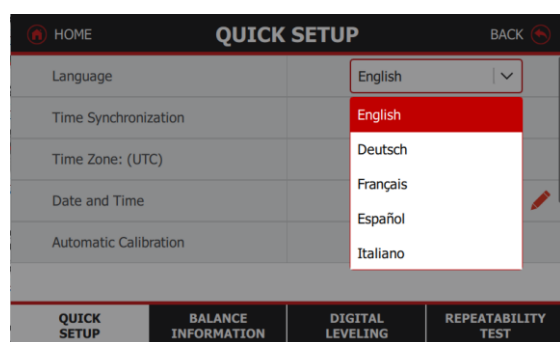 HOME
QUICK SETUP
BACK
Language
English
Time Synchronization
English
Time Zone: (UTC)
Deutsch
Français
Date and Time
Español
Automatic Calibration
Italiano
QUICK
SETUP
BALANCE
INFORMATION
DIGITAL
LEVELING
REPEATABILITY
TEST